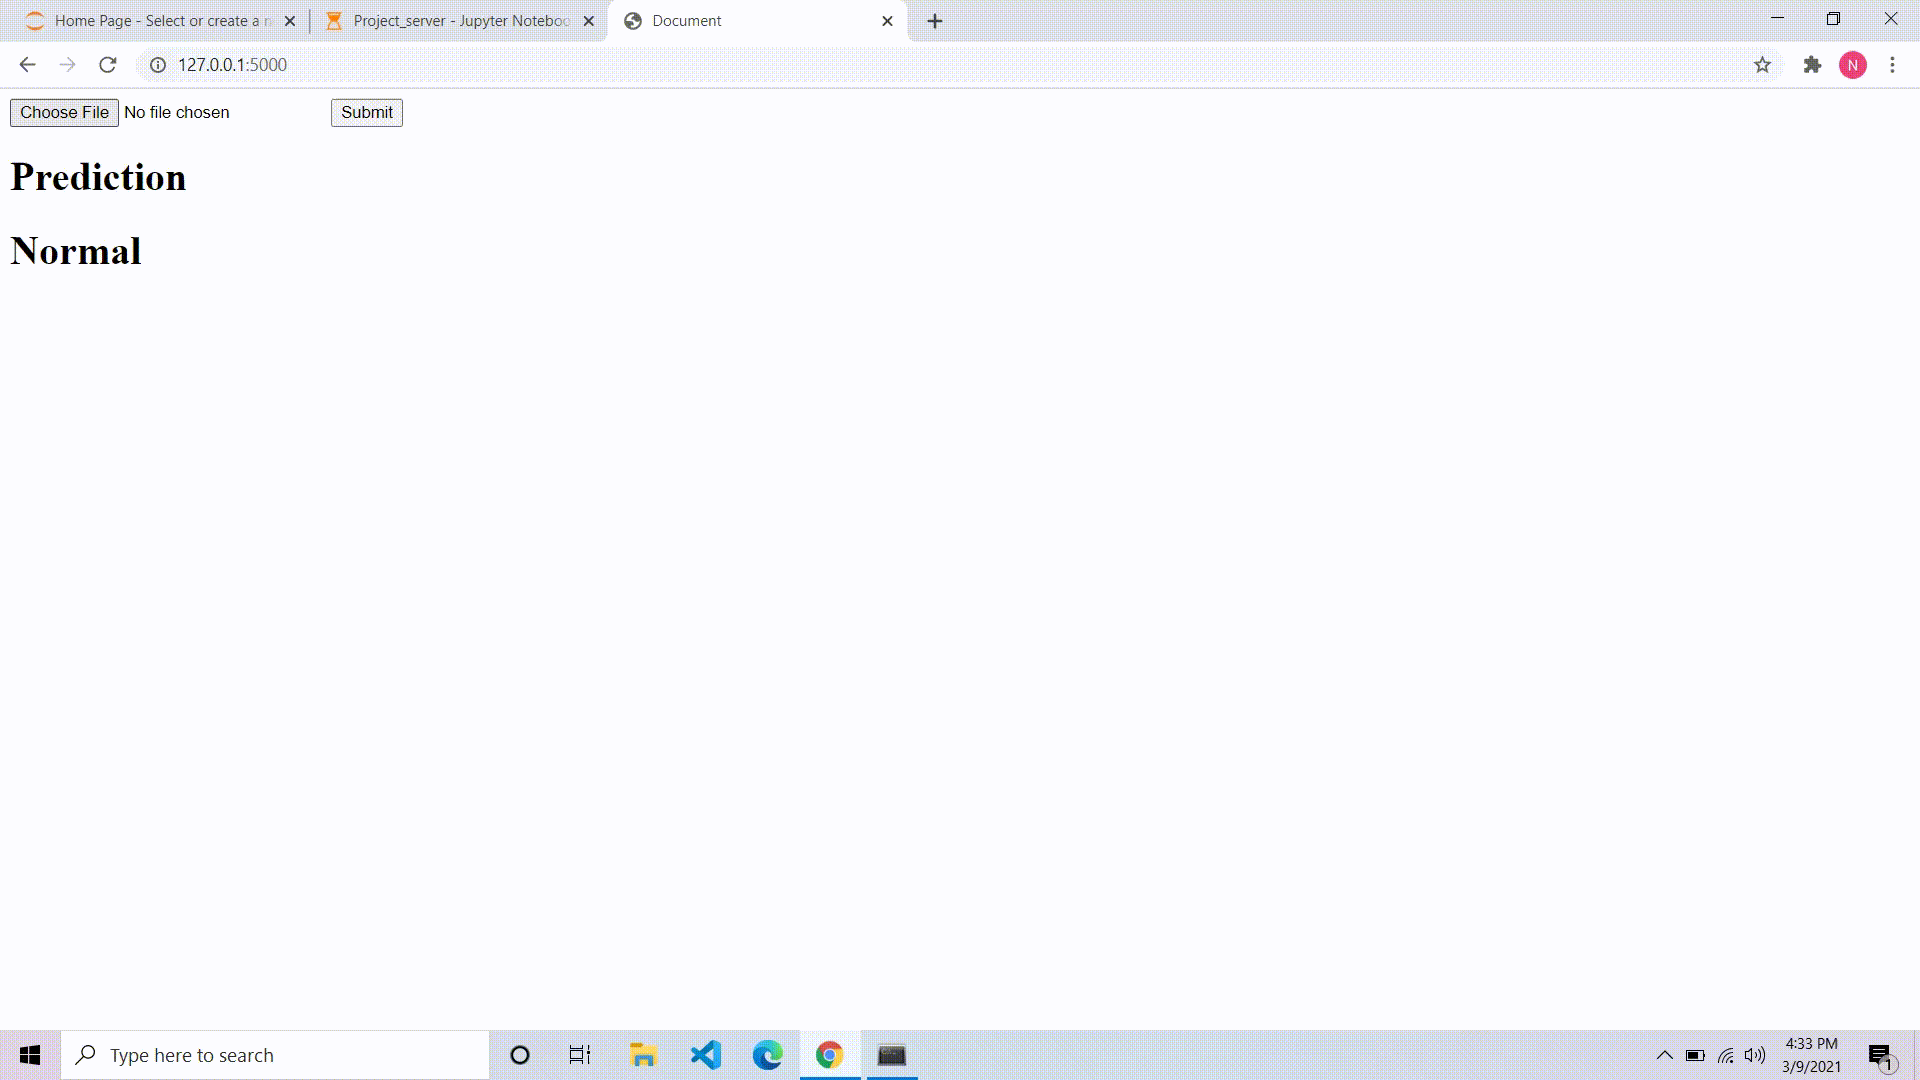 Home Page - Select or create a n
Project_server - Jupyter Noteboo
Document
127.0.0.1:5000
N
Choose File No file chosen Submit
Prediction
Normal
Type here to search
4:33 PM
3/9/2021
1